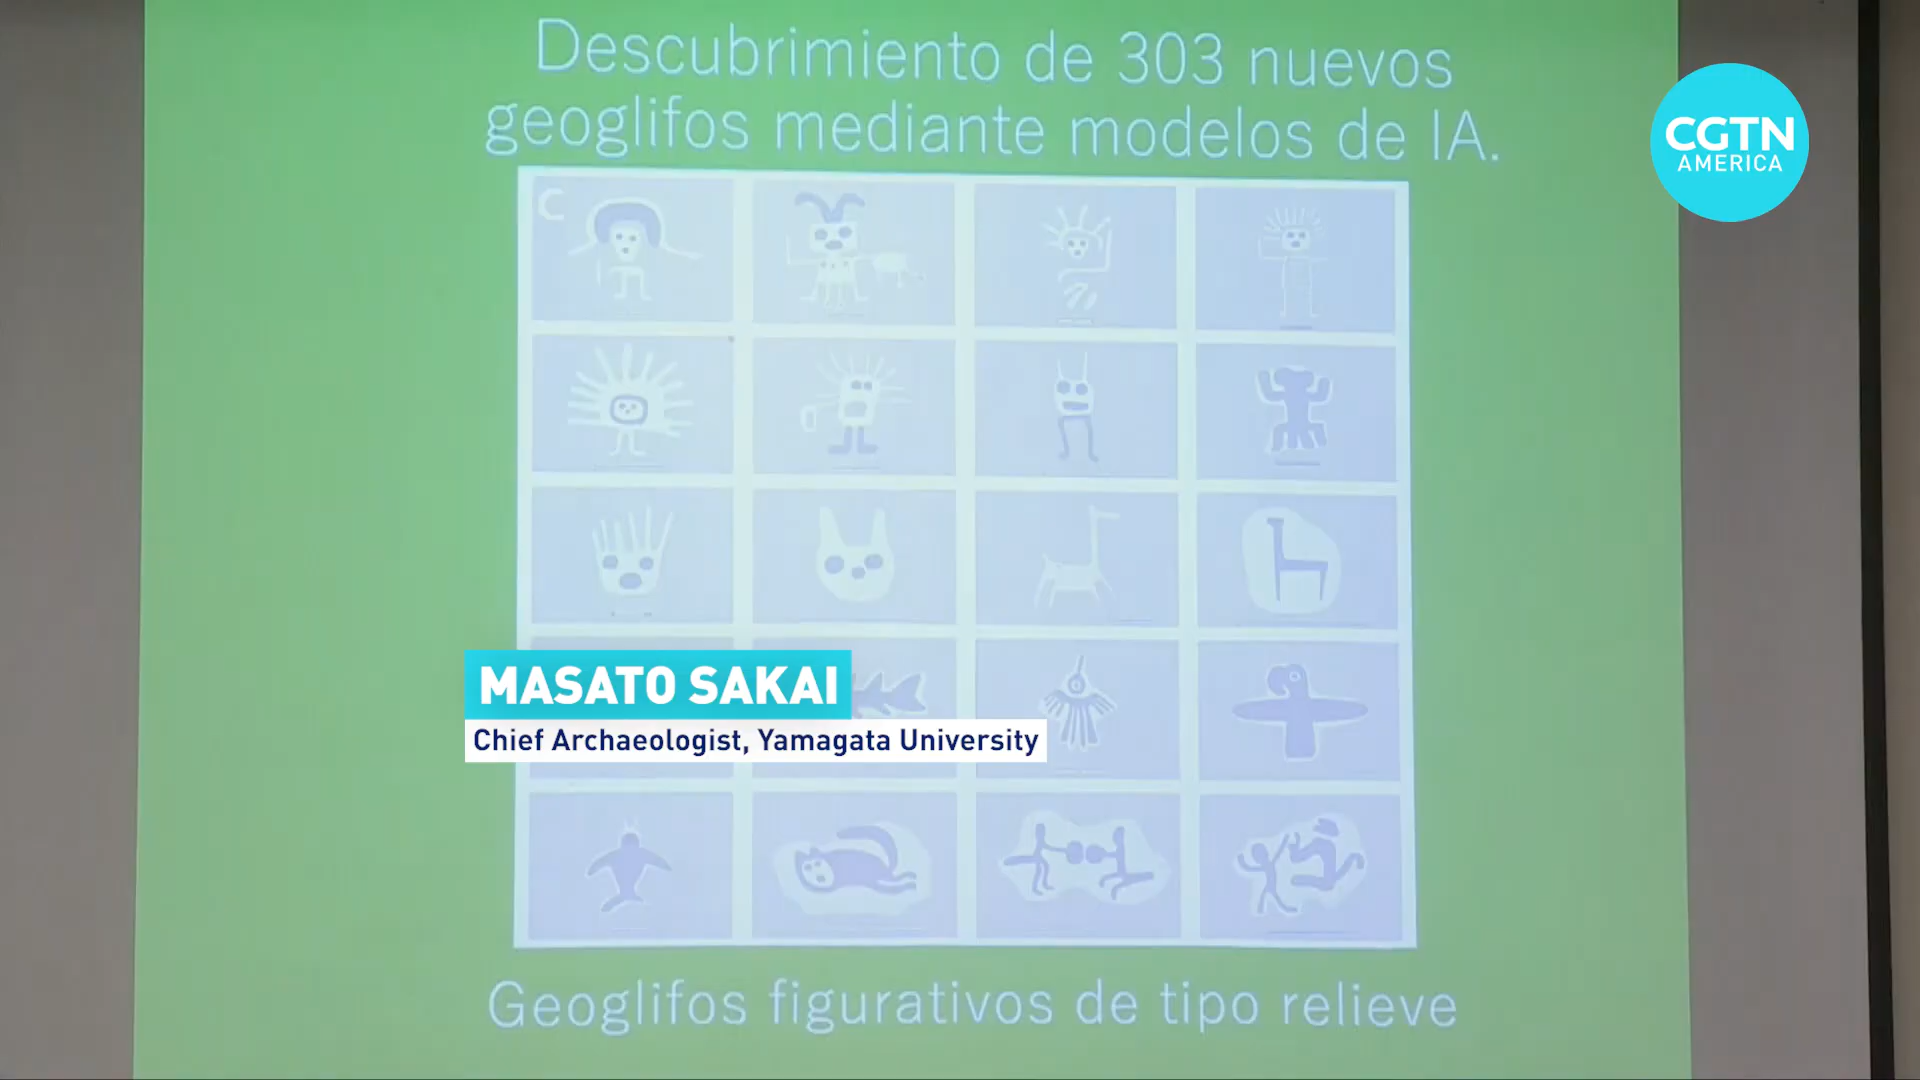 Descubrimiento de 303 nuevos
geoglifos mediante modelos de IA.
CGTN
AMERICA
C
MASATO SAKAI
Chief Archaeologist, Yamagata University
Geoglifos figurativos de tipo relieve